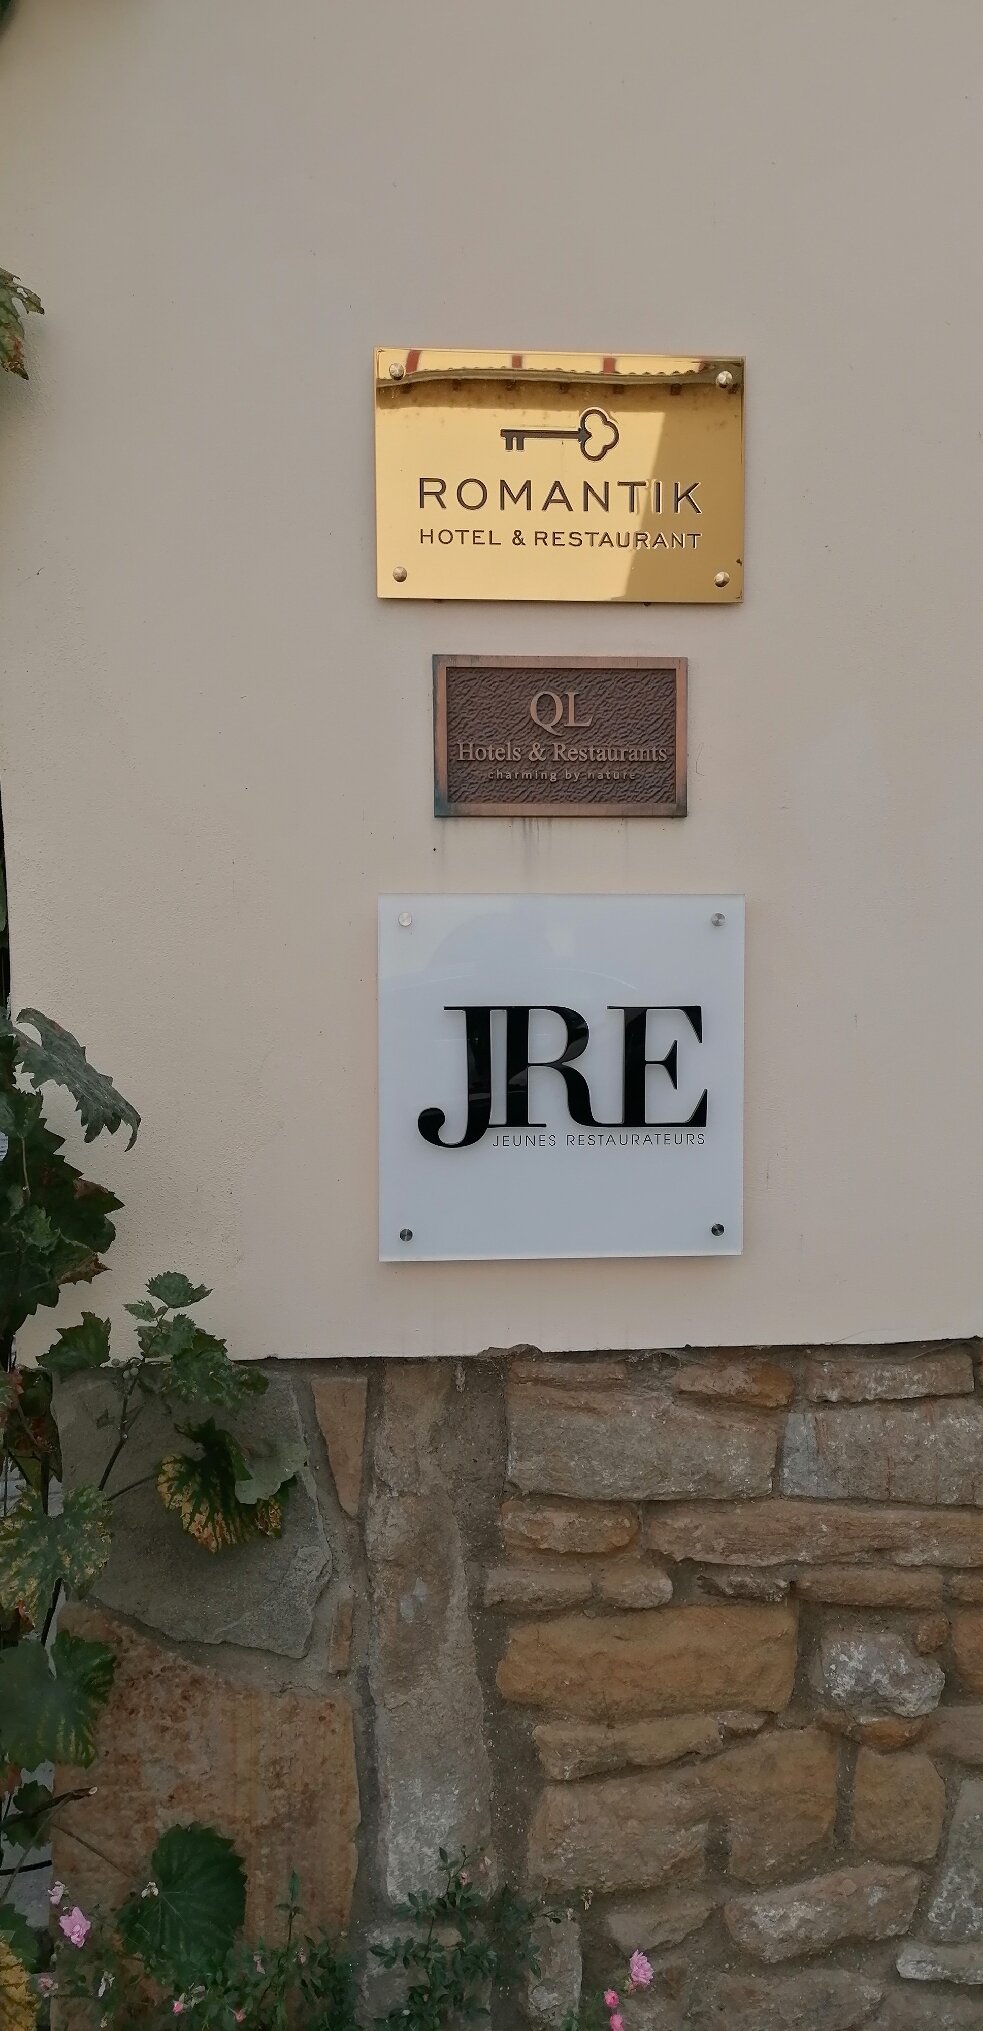 ROMANTIK
HOTEL & RESTAURANT
QL
Hotels & Restaurants
charming by nature
JRE
JEUNES RESTAURATEURS